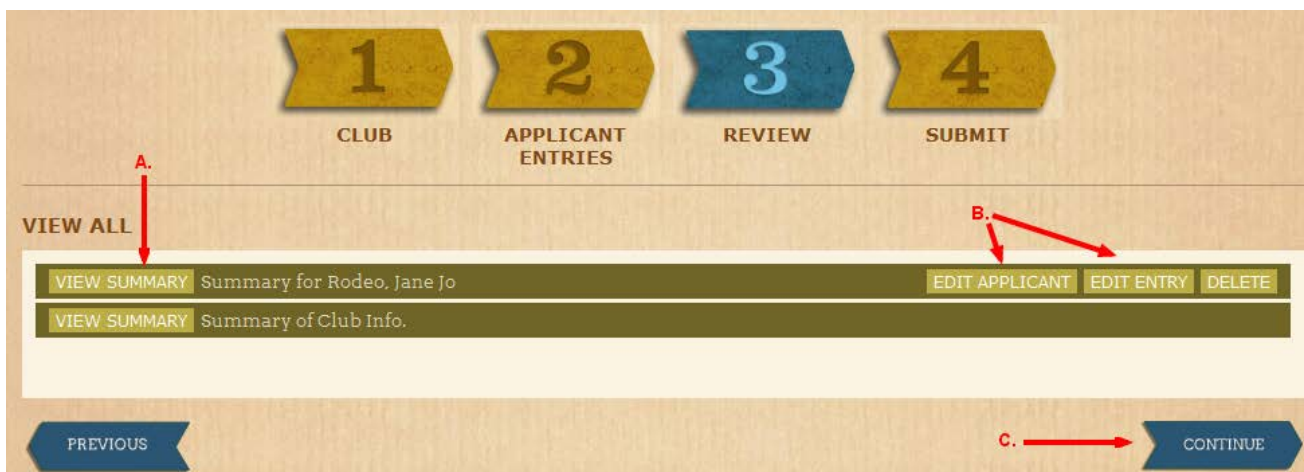 1 2 3 4
CLUB APPLICANT ENTRIES REVIEW SUBMIT
A.
VIEW ALL
B.
VIEW SUMMARY Summary for Rodeo, Jane Jo EDIT APPLICANT EDIT ENTRY DELETE
VIEW SUMMARY Summary of Club Info.
PREVIOUS C. CONTINUE